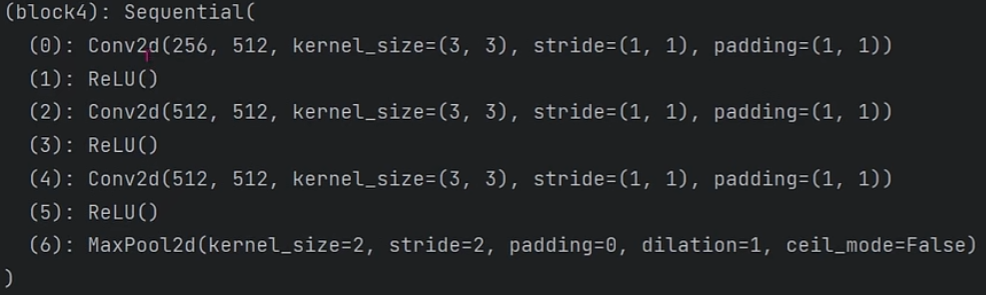 (block4): Sequential(
(0): Conv2d(256, 512, kernel_size=(3, 3), stride=(1, 1), padding=(1, 1))
(1): ReLU()
(2): Conv2d(512, 512, kernel_size=(3, 3), stride=(1, 1), padding=(1, 1))
(3): ReLU()
(4): Conv2d(512, 512, kernel_size=(3, 3), stride=(1, 1), padding=(1, 1))
(5): ReLU()
(6): MaxPool2d(kernel_size=2, stride=2, padding=0, dilation=1, ceil_mode=False)
)